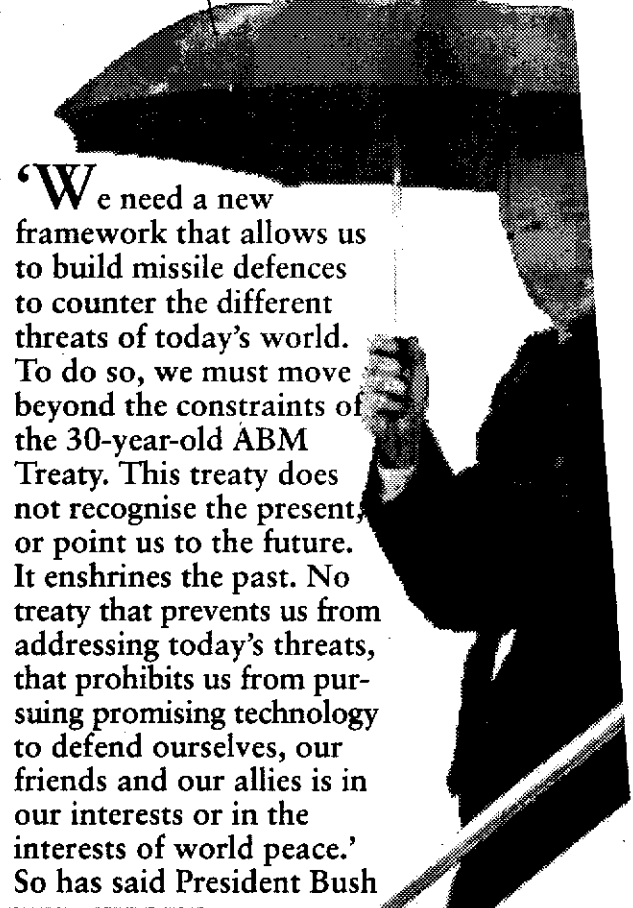 ‘We need a new
framework that allows us
to build missile defences
to counter the different
threats of today’s world.
To do so, we must move
beyond the constraints of
the 30-year-old ABM
Treaty. This treaty does
not recognise the present,
or point us to the future.
It enshrines the past. No
treaty that prevents us from
addressing today’s threats,
that prohibits us from pur-
suing promising technology
to defend ourselves, our
friends and our allies is in
our interests or in the
interests of world peace.’
So has said President Bush